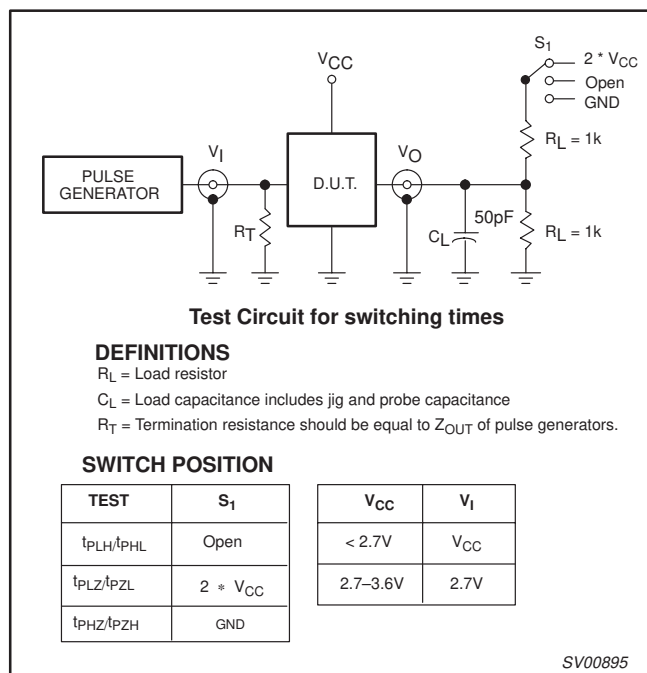 S1
VCC
2 * VCC
Open
GND
RL = 1k
VI
VO
PULSE
GENERATOR
D.U.T.
50pF
RT
CL
RL = 1k
Test Circuit for switching times
DEFINITIONS
RL = Load resistor
CL = Load capacitance includes jig and probe capacitance
RT = Termination resistance should be equal to ZOUT of pulse generators.
SWITCH POSITION
TEST S1
tPLH/tPHL Open
tPLZ/tPZL 2 * VCC
tPHZ/tPZH GND
VCC VI
< 2.7V VCC
2.7–3.6V 2.7V
SV00895